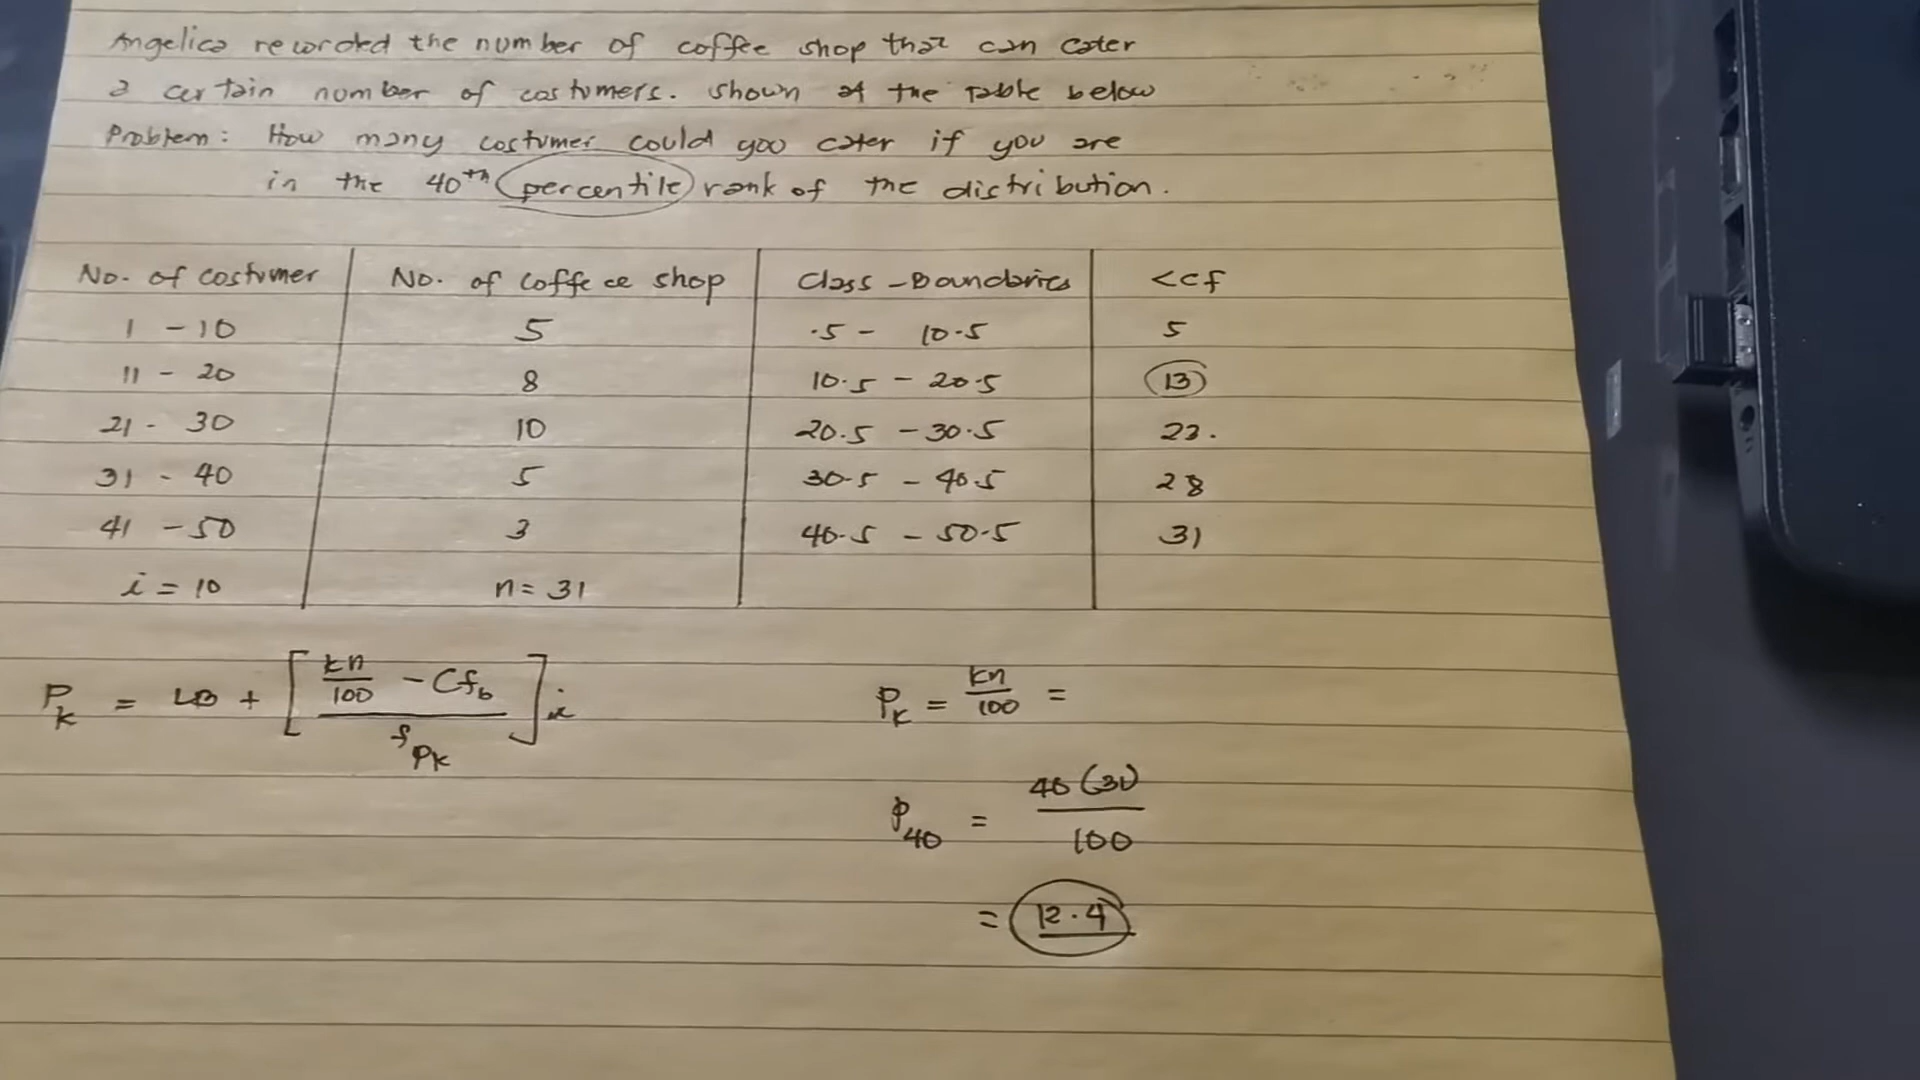 Angelica recorded the number of coffee shop that can cater
a certain number of costumers. shown at the table below
Problem: How many costumer could you cater if you are
in the 40th percentile rank of the distribution.
No. of costumer No. of coffee shop Class-Boundaries <cf
1 - 10 5 .5 - 10.5 5
11 - 20 8 10.5 - 20.5 13
21 - 30 10 20.5 - 30.5 23.
31 - 40 5 30.5 - 40.5 28
41 - 50 3 40.5 - 50.5 31
i = 10 n = 31
Pk = LB + [ (kn/100 - Cfb) / fPk ] i
Pk = kn/100 =
P40 = 40(31)/100
= 12.4